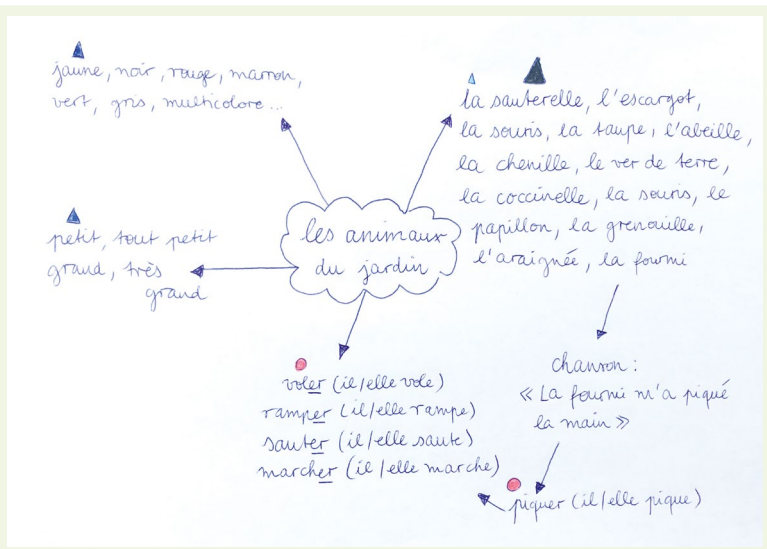 jaune, noir, rouge, marron,
vert, gris, multicolore...
la sauterelle, l'escargot,
la souris, la taupe, l'abeille,
la chenille, le ver de terre,
la coccinelle, la souris, le
papillon, la grenouille,
l'araignée, la fourmi
petit, tout petit
grand, très
grand
les animaux
du jardin
chanson :
« La fourmi m'a piqué
la main »
voler (il/elle vole)
ramper (il/elle rampe)
sauter (il/elle saute)
marcher (il/elle marche)
piquer (il/elle pique)